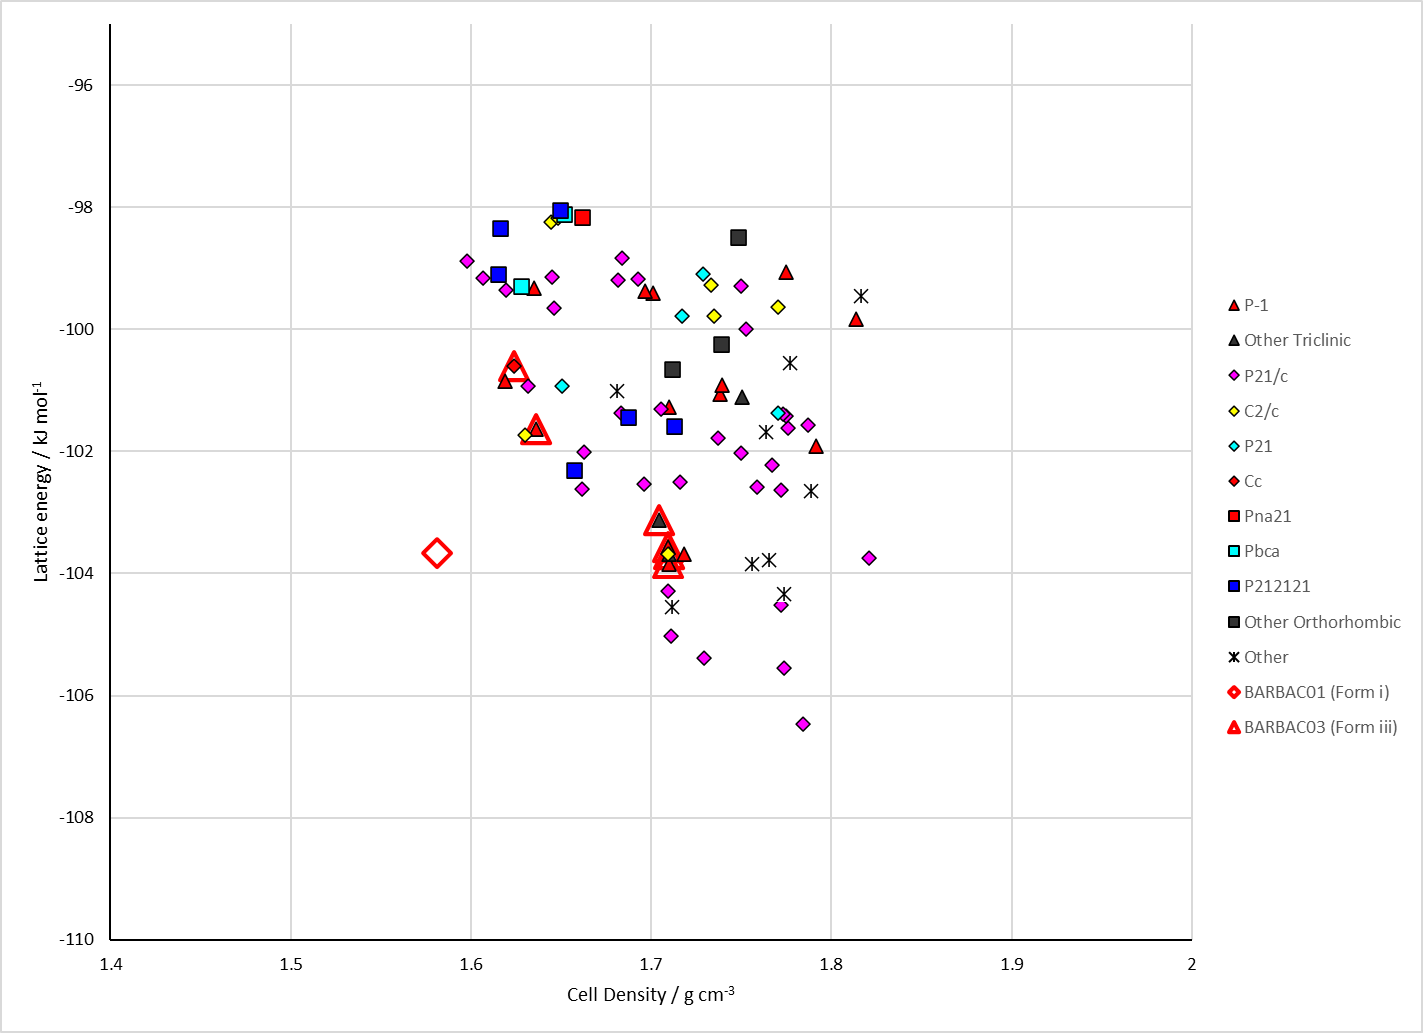 -96
-98
-100
-102
-104
-106
-108
-110
Lattice energy / kJ mol⁻¹
1.4 1.5 1.6 1.7 1.8 1.9 2
Cell Density / g cm⁻³
P-1
Other Triclinic
P21/c
C2/c
P21
Cc
Pna21
Pbca
P212121
Other Orthorhombic
Other
BARBAC01 (Form i)
BARBAC03 (Form iii)